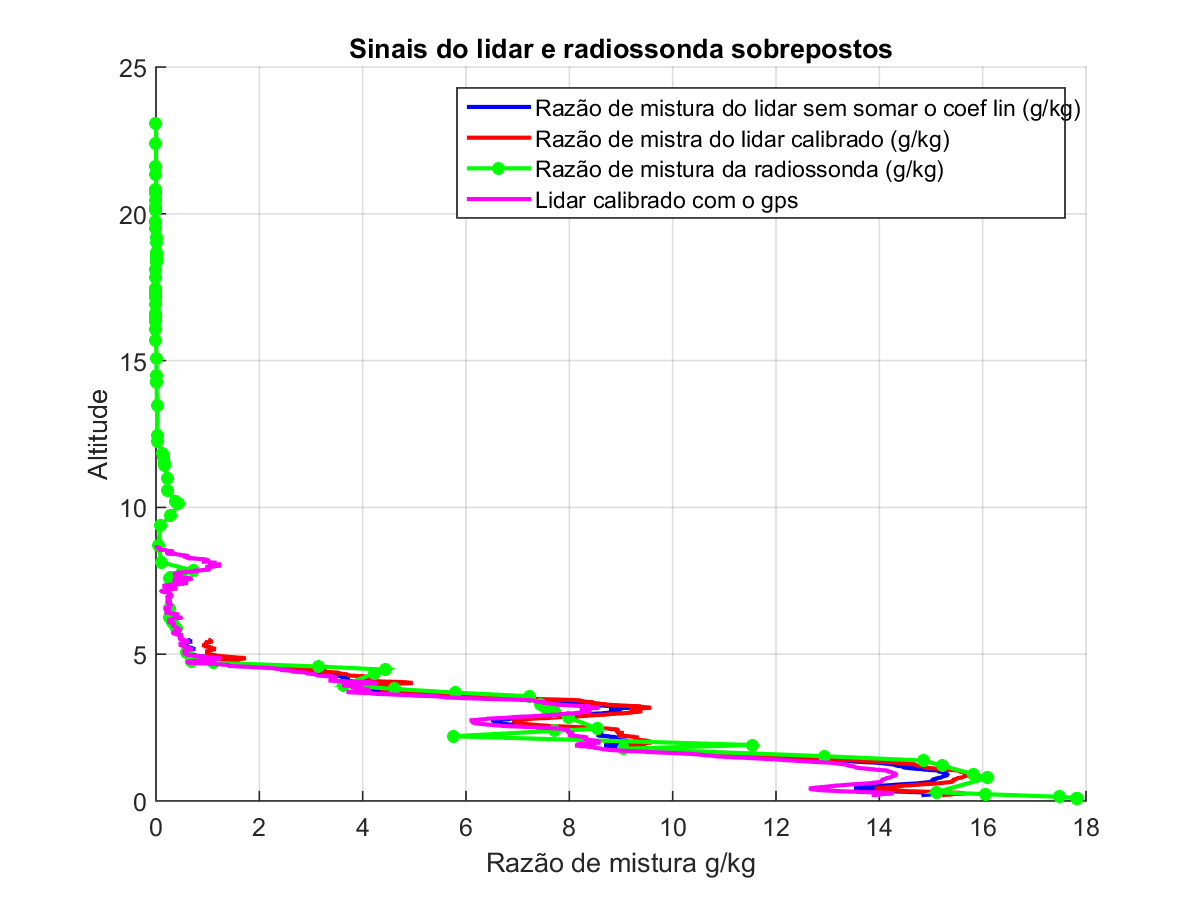 Sinais do lidar e radiossonda sobrepostos
25
Razão de mistura do lidar sem somar o coef lin (g/kg)
Razão de mistra do lidar calibrado (g/kg)
Razão de mistura da radiossonda (g/kg)
Lidar calibrado com o gps
20
15
Altitude
10
5
0
0 2 4 6 8 10 12 14 16 18
Razão de mistura g/kg